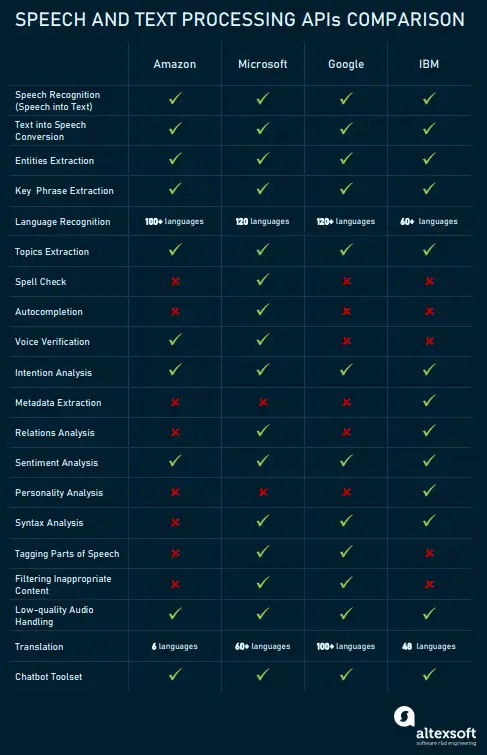 SPEECH AND TEXT PROCESSING APIs COMPARISON
Amazon Microsoft Google IBM
Speech Recognition
(Speech into Text)
Text into Speech
Conversion
Entities Extraction
Key Phrase Extraction
Language Recognition 100+ languages 120 languages 120+ languages 60+ languages
Topics Extraction
Spell Check
Autocompletion
Voice Verification
Intention Analysis
Metadata Extraction
Relations Analysis
Sentiment Analysis
Personality Analysis
Syntax Analysis
Tagging Parts of Speech
Filtering Inappropriate
Content
Low-quality Audio
Handling
Translation 6 languages 60+ languages 100+ languages 48 languages
Chatbot Toolset
altexsoft
software r&d engineering